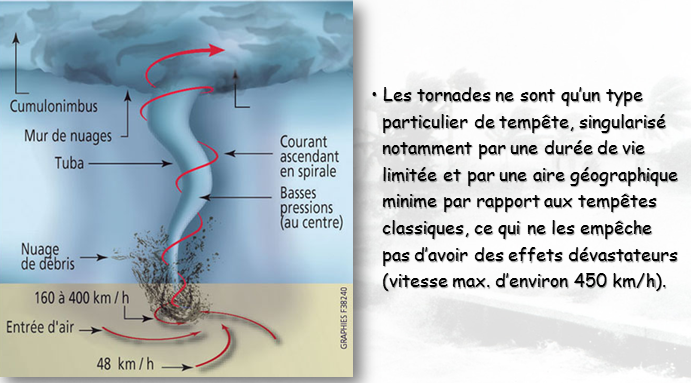 Cumulonimbus
Mur de nuages
Tuba
Courant
ascendant
en spirale
Basses
pressions
(au centre)
Nuage
de débris
160 à 400 km / h
Entrée d'air
48 km / h
GRAPHIES F38240
• Les tornades ne sont qu'un type
particulier de tempête, singularisé
notamment par une durée de vie
limitée et par une aire géographique
minime par rapport aux tempêtes
classiques, ce qui ne les empêche
pas d'avoir des effets dévastateurs
(vitesse max. d'environ 450 km/h).